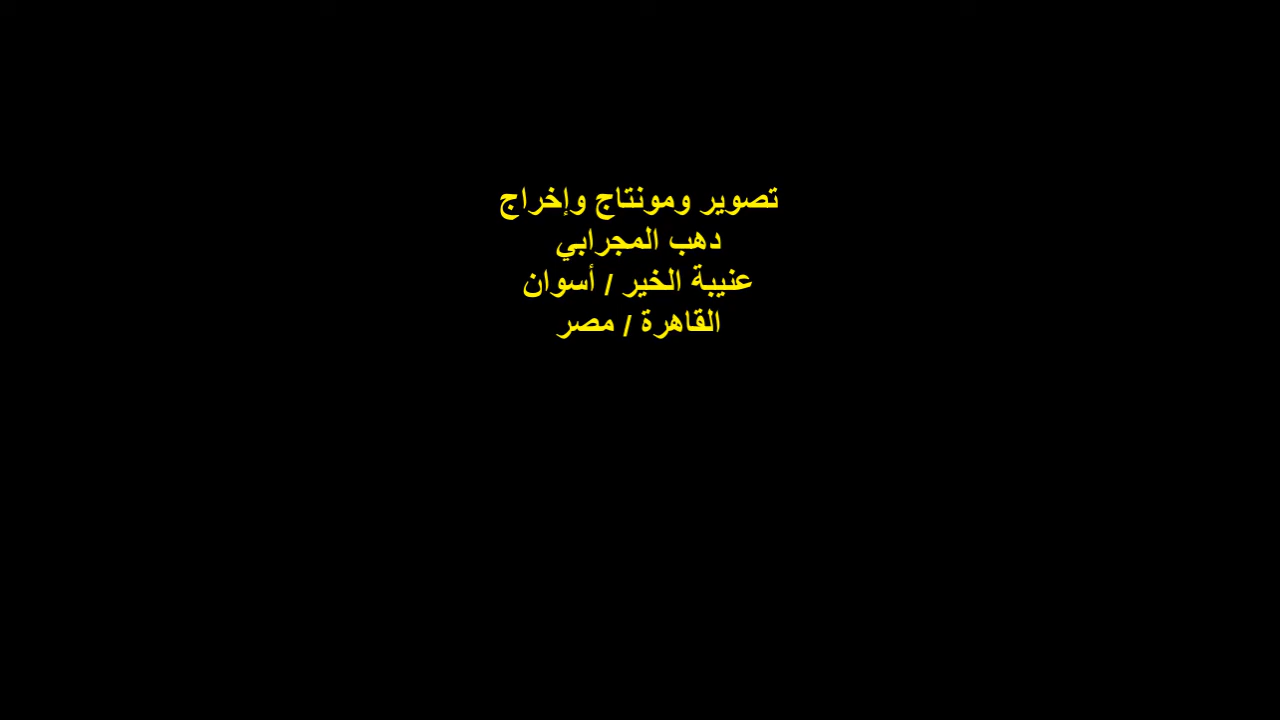 تصوير ومونتاج وإخراج
دهب المجرابي
عنيبة الخير / أسوان
القاهرة / مصر